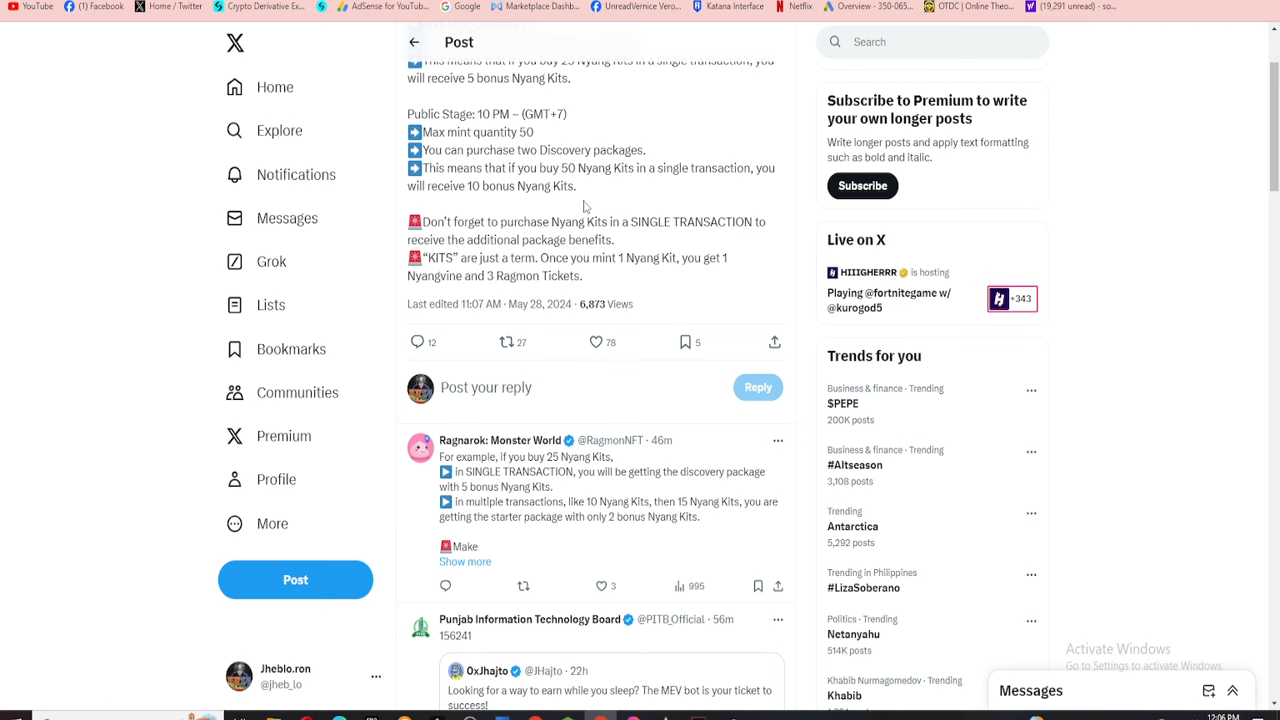 YouTube
(1) Facebook
Home / Twitter
Crypto Derivative Ex...
AdSense for YouTub...
Google
Marketplace Dashb...
UnreadVernice Vero...
Katana Interface
Netflix
Overview - 350-065...
OTDC | Online Theo...
(19,291 unread) - so...
Post
Search
Home
Explore
Notifications
Messages
Grok
Lists
Bookmarks
Communities
Premium
Profile
More
Post
Jheblo.ron
@jheb_lo
This means that if you buy 25 Nyang Kits in a single transaction, you
will receive 5 bonus Nyang Kits.
Public Stage: 10 PM ~ (GMT+7)
➡Max mint quantity 50
➡You can purchase two Discovery packages.
➡This means that if you buy 50 Nyang Kits in a single transaction, you
will receive 10 bonus Nyang Kits.
🚨Don't forget to purchase Nyang Kits in a SINGLE TRANSACTION to
receive the additional package benefits.
🚨“KITS” are just a term. Once you mint 1 Nyang Kit, you get 1
Nyangvine and 3 Ragmon Tickets.
Last edited 11:07 AM · May 28, 2024 · 6,873 Views
12 27 78 5
Post your reply
Reply
Ragnarok: Monster World @RagmonNFT · 46m
For example, if you buy 25 Nyang Kits,
▶ in SINGLE TRANSACTION, you will be getting the discovery package
with 5 bonus Nyang Kits.
▶ in multiple transactions, like 10 Nyang Kits, then 15 Nyang Kits, you are
getting the starter package with only 2 bonus Nyang Kits.
🚨Make
Show more
3 995
Punjab Information Technology Board @PITB_Official · 56m
156241
0xJhajto @JHajto · 22h
Looking for a way to earn while you sleep? The MEV bot is your ticket to
success!
Subscribe to Premium to write
your own longer posts
Write longer posts and apply text formatting
such as bold and italic.
Subscribe
Live on X
HIIIGHERRR is hosting
Playing @fortnitegame w/
@kurogod5
+343
Trends for you
Business & finance · Trending
$PEPE
200K posts
Business & finance · Trending
#Altseason
3,108 posts
Trending
Antarctica
5,292 posts
Trending in Philippines
#LizaSoberano
Politics · Trending
Netanyahu
514K posts
Khabib Nurmagomedov · Trending
Khabib
Activate Windows
Go to Settings to activate Windows.
Messages
12:06 PM